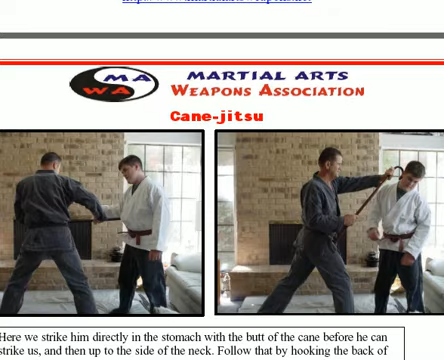 MA
WA
MARTIAL ARTS
WEAPONS ASSOCIATION
Cane-jitsu
Here we strike him directly in the stomach with the butt of the cane before he can
strike us, and then up to the side of the neck. Follow that by hooking the back of